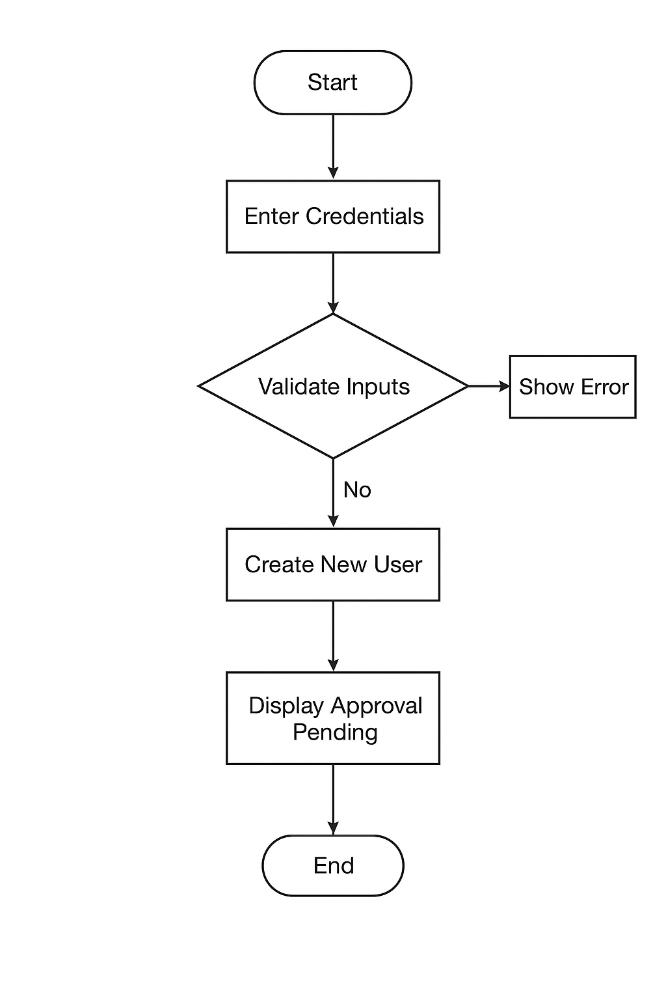 Start
Enter Credentials
Validate Inputs
Show Error
No
Create New User
Display Approval
Pending
End